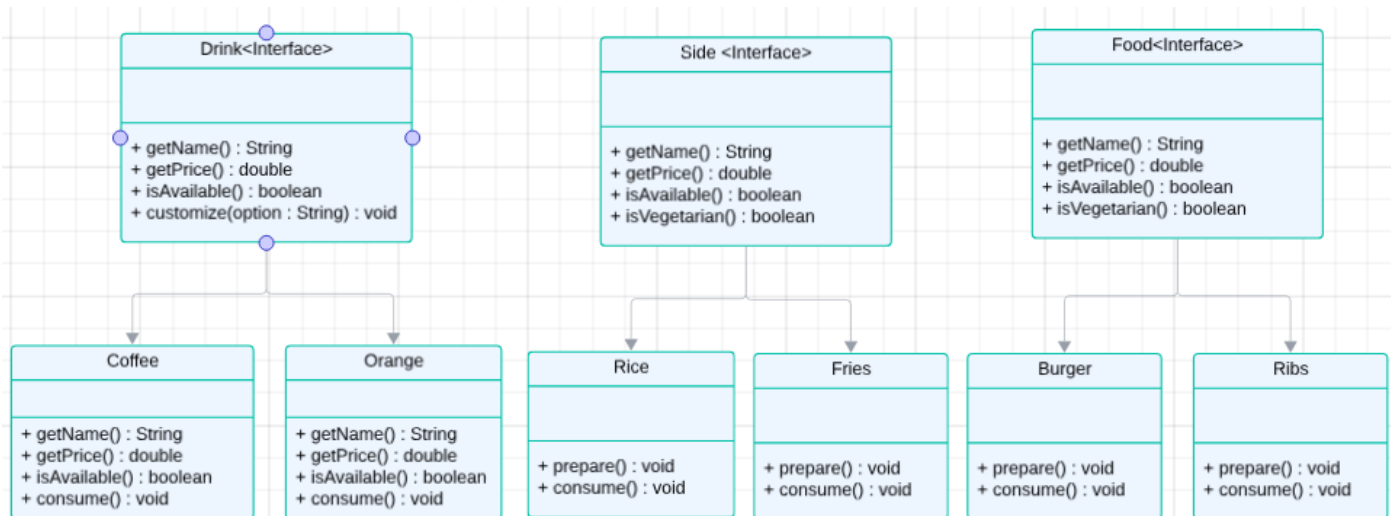 Drink<Interface>
+ getName() : String
+ getPrice() : double
+ isAvailable() : boolean
+ customize(option : String) : void
Side <Interface>
+ getName() : String
+ getPrice() : double
+ isAvailable() : boolean
+ isVegetarian() : boolean
Food<Interface>
+ getName() : String
+ getPrice() : double
+ isAvailable() : boolean
+ isVegetarian() : boolean
Coffee
+ getName() : String
+ getPrice() : double
+ isAvailable() : boolean
+ consume() : void
Orange
+ getName() : String
+ getPrice() : double
+ isAvailable() : boolean
+ consume() : void
Rice
+ prepare() : void
+ consume() : void
Fries
+ prepare() : void
+ consume() : void
Burger
+ prepare() : void
+ consume() : void
Ribs
+ prepare() : void
+ consume() : void